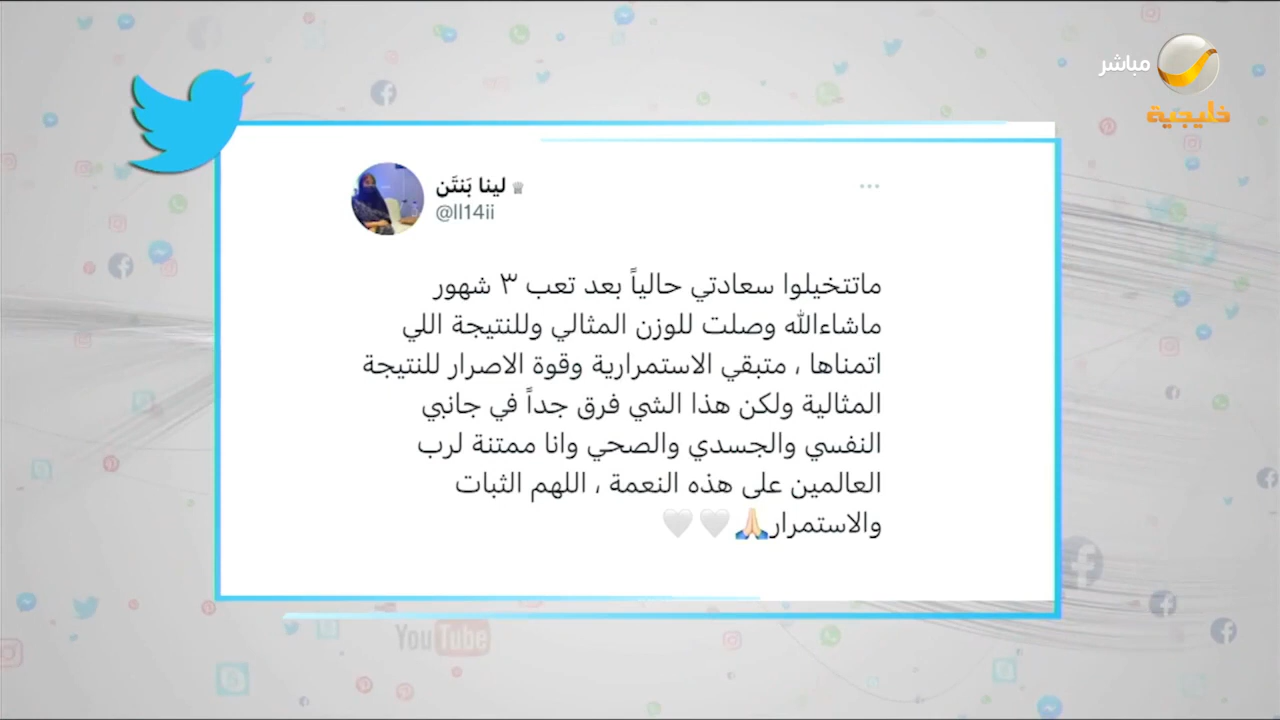 مباشر
خليجية
لينا بَنتَن ♕
@ll14ii
ماتتخيلوا سعادتي حالياً بعد تعب ٣ شهور
ماشاءالله وصلت للوزن المثالي وللنتيجة اللي
اتمناها ، متبقي الاستمرارية وقوة الاصرار للنتيجة
المثالية ولكن هذا الشي فرق جداً في جانبي
النفسي والجسدي والصحي وانا ممتنة لرب
العالمين على هذه النعمة ، اللهم الثبات
والاستمرار🙏🏻🤍🤍
YouTube